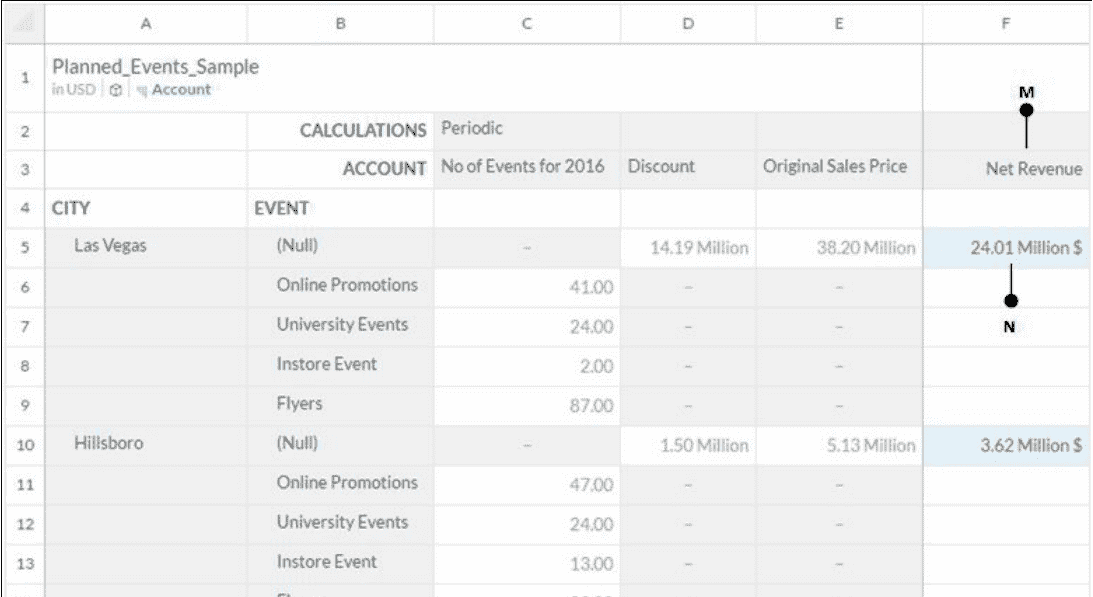 A B C D E F
1 Planned_Events_Sample
in USD Account
M
2 CALCULATIONS Periodic
3 ACCOUNT No of Events for 2016 Discount Original Sales Price Net Revenue
4 CITY EVENT
5 Las Vegas (Null) – 14.19 Million 38.20 Million 24.01 Million $
6 Online Promotions 41.00 – –
7 University Events 24.00 – –
N
8 Instore Event 2.00 – –
9 Flyers 87.00 – –
10 Hillsboro (Null) – 1.50 Million 5.13 Million 3.62 Million $
11 Online Promotions 47.00 – –
12 University Events 24.00 – –
13 Instore Event 13.00 – –